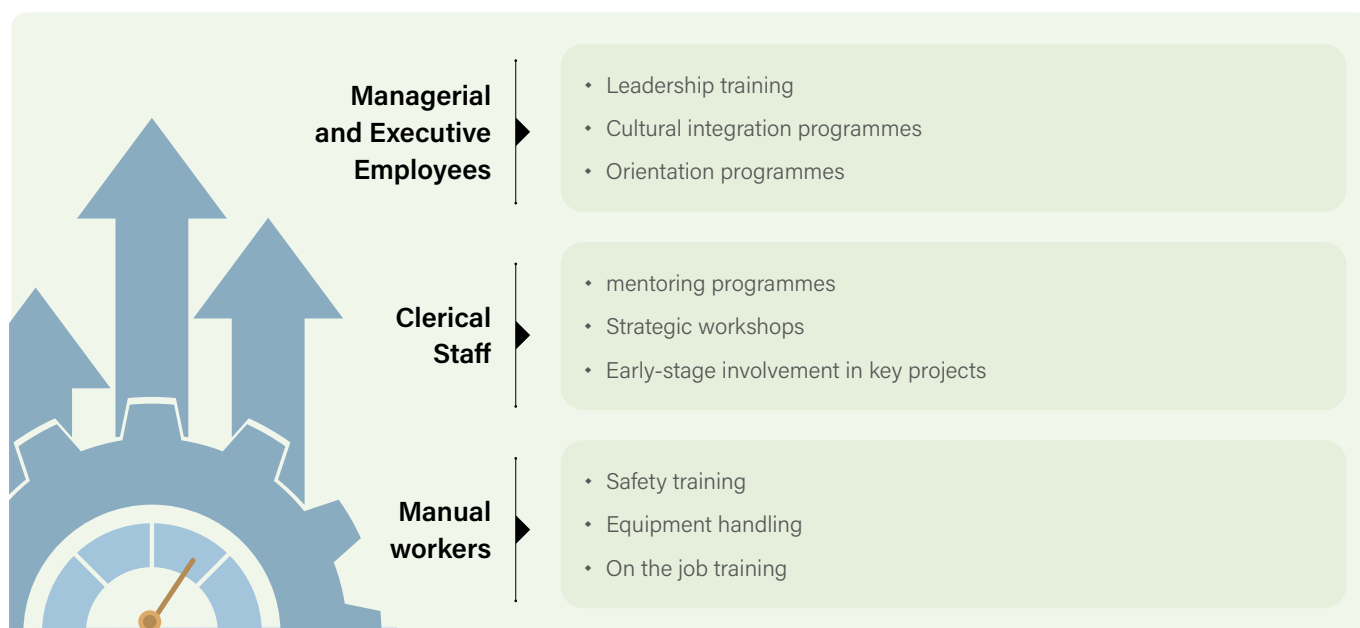 Managerial
and Executive
Employees
• Leadership training
• Cultural integration programmes
• Orientation programmes
Clerical
Staff
• mentoring programmes
• Strategic workshops
• Early-stage involvement in key projects
Manual
workers
• Safety training
• Equipment handling
• On the job training